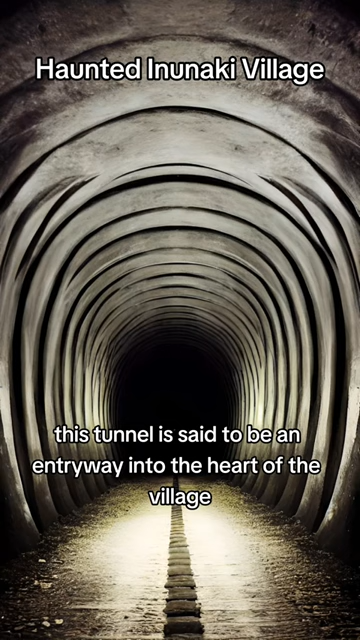 Haunted Inunaki Village
this tunnel is said to be an
entryway into the heart of the
village